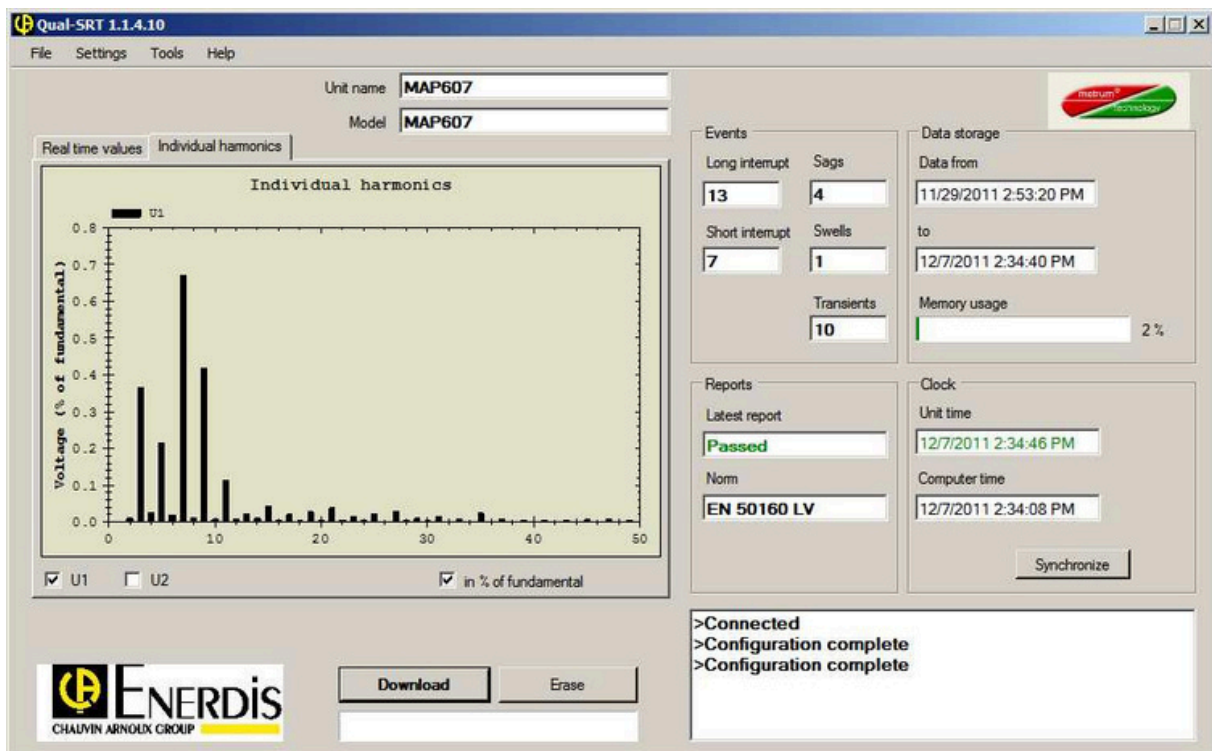 Qual-SRT 1.1.4.10
File Settings Tools Help
Unit name MAP607
Model MAP607
metrum®
technology
Real time values Individual harmonics
Individual harmonics
U1
Voltage (% of fundamental)
0.8
0.7
0.6
0.5
0.4
0.3
0.2
0.1
0.0
0 10 20 30 40 50
U1 U2 in % of fundamental
Events
Long interrupt Sags
13 4
Short interrupt Swells
7 1
Transients
10
Data storage
Data from
11/29/2011 2:53:20 PM
to
12/7/2011 2:34:40 PM
Memory usage
2 %
Reports
Latest report
Passed
Norm
EN 50160 LV
Clock
Unit time
12/7/2011 2:34:46 PM
Computer time
12/7/2011 2:34:08 PM
Synchronize
>Connected
>Configuration complete
>Configuration complete
ENERDIS
CHAUVIN ARNOUX GROUP
Download Erase